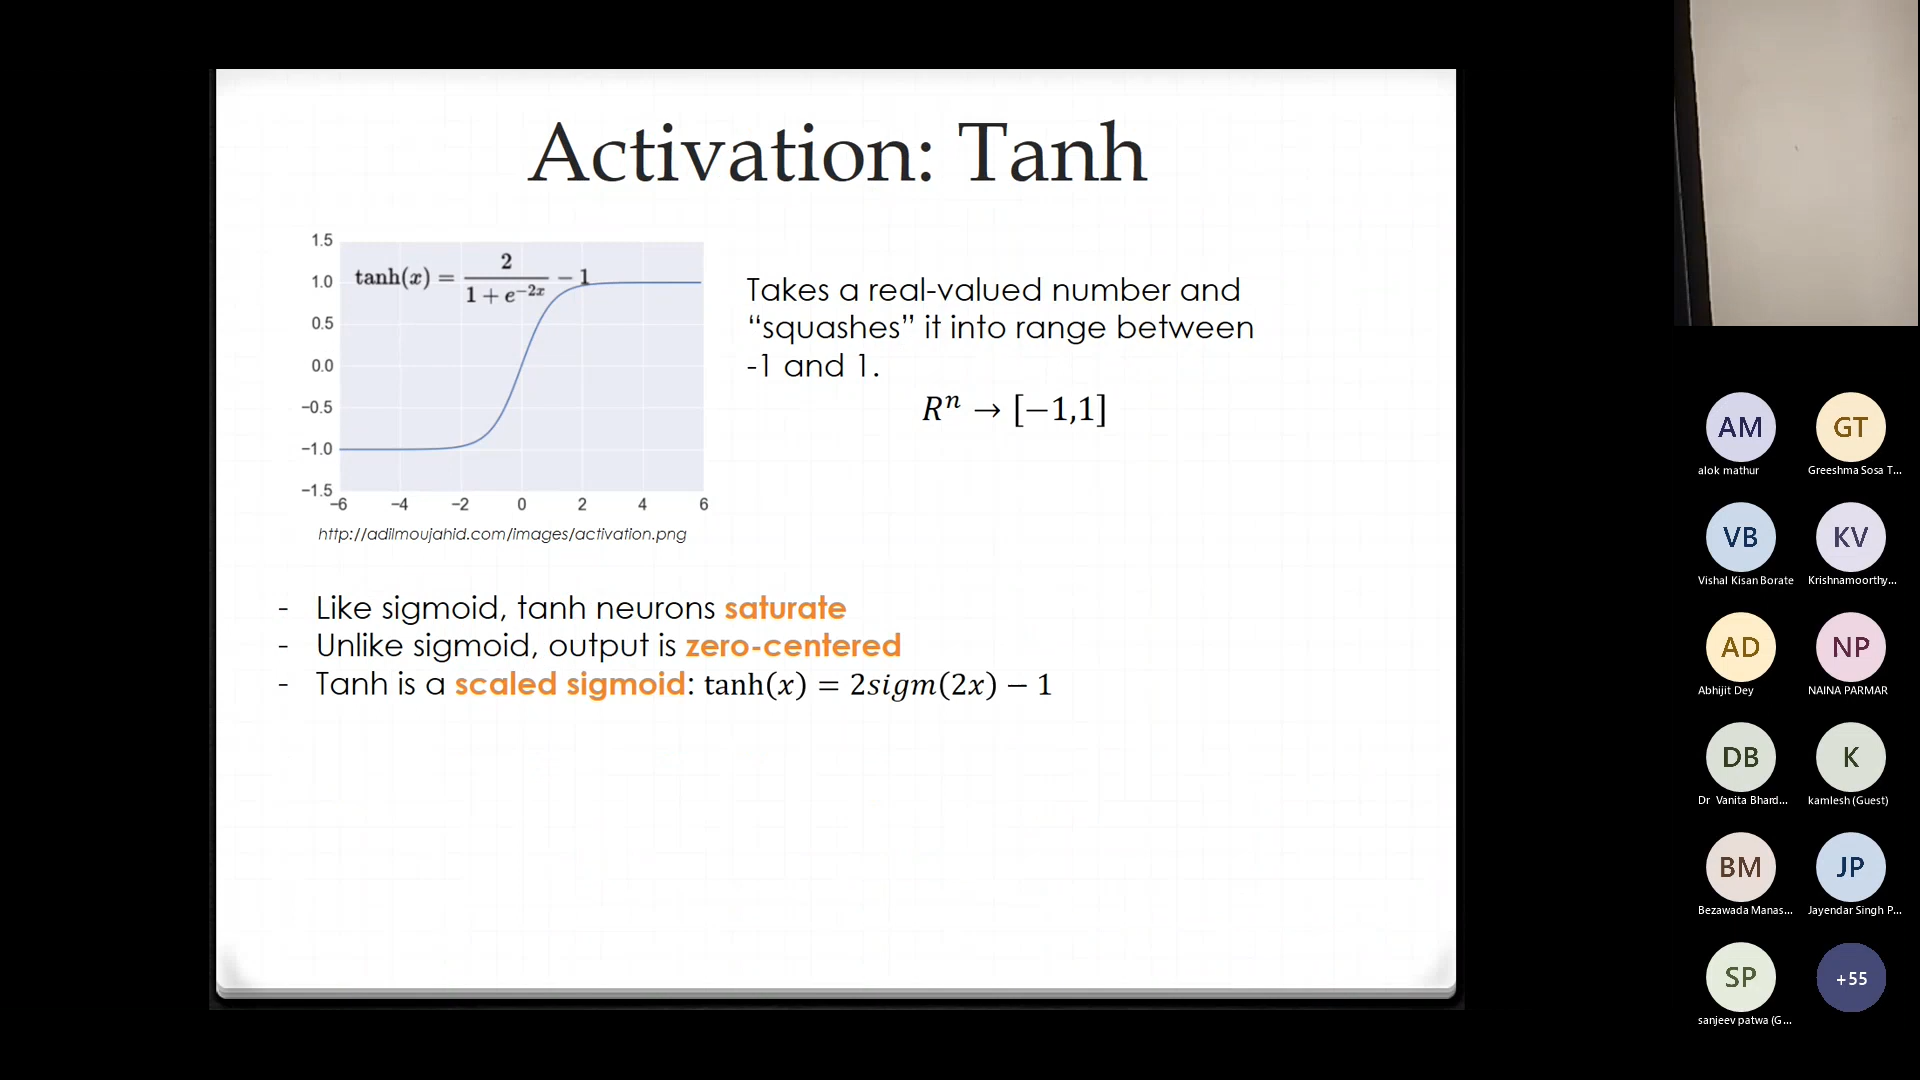 Activation: Tanh
1.5
1.0
0.5
0.0
−0.5
−1.0
−1.5
−6 −4 −2 0 2 4 6
tanh(x) = 2 / (1 + e^{−2x}) − 1
http://adilmoujahid.com/images/activation.png
Takes a real-valued number and
“squashes” it into range between
-1 and 1.
Rⁿ → [−1,1]
- Like sigmoid, tanh neurons saturate
- Unlike sigmoid, output is zero-centered
- Tanh is a scaled sigmoid: tanh(x) = 2sigm(2x) − 1
AM GT
alok mathur Greeshma Sosa T...
VB KV
Vishal Kisan Borate Krishnamoorthy...
AD NP
Abhijit Dey NAINA PARMAR
DB K
Dr Vanita Bhard... kamlesh (Guest)
BM JP
Bezawada Manas... Jayendar Singh P...
SP +55
sanjeev patwa (G...